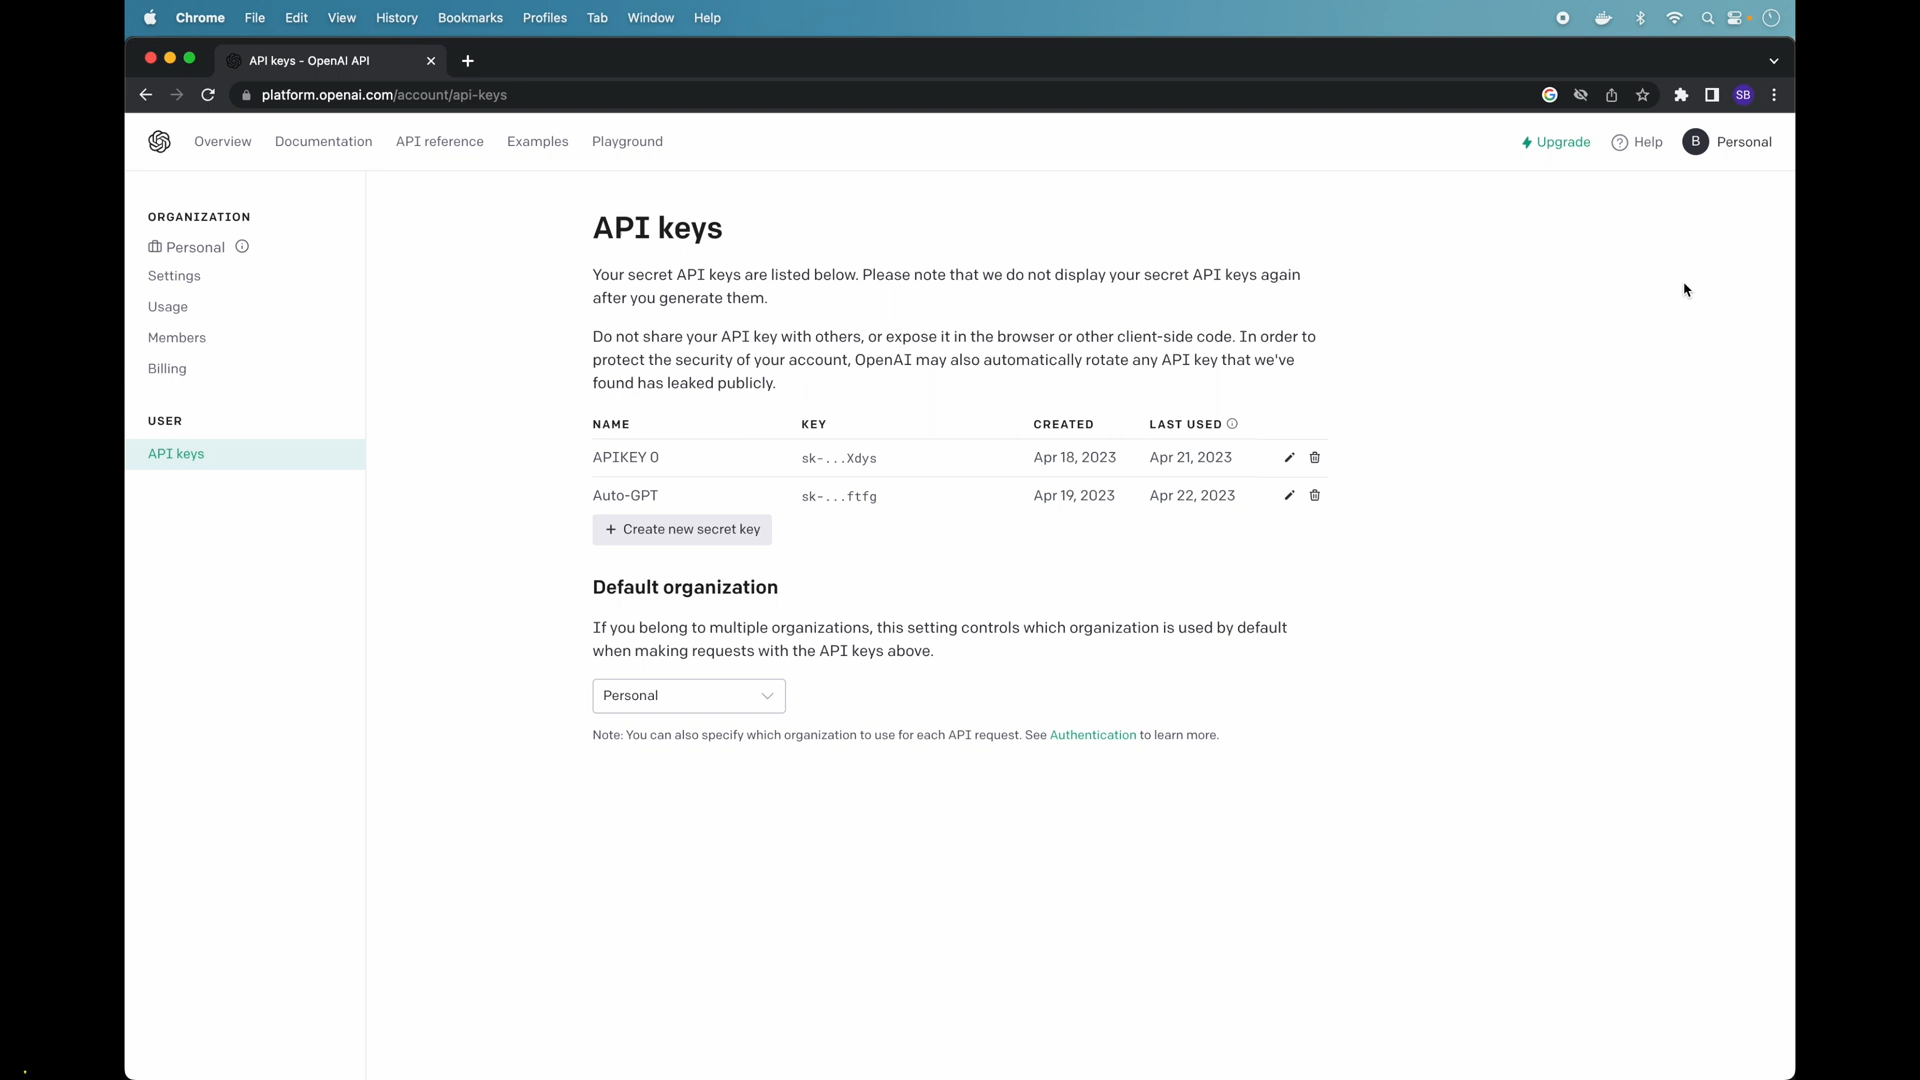 Chrome File Edit View History Bookmarks Profiles Tab Window Help
API keys - OpenAI API
platform.openai.com/account/api-keys
SB
Overview Documentation API reference Examples Playground
Upgrade Help B Personal
ORGANIZATION
Personal
Settings
Usage
Members
Billing
USER
API keys
API keys
Your secret API keys are listed below. Please note that we do not display your secret API keys again
after you generate them.
Do not share your API key with others, or expose it in the browser or other client-side code. In order to
protect the security of your account, OpenAI may also automatically rotate any API key that we've
found has leaked publicly.
NAME KEY CREATED LAST USED
APIKEY 0 sk-...Xdys Apr 18, 2023 Apr 21, 2023
Auto-GPT sk-...ftfg Apr 19, 2023 Apr 22, 2023
+ Create new secret key
Default organization
If you belong to multiple organizations, this setting controls which organization is used by default
when making requests with the API keys above.
Personal
Note: You can also specify which organization to use for each API request. See Authentication to learn more.